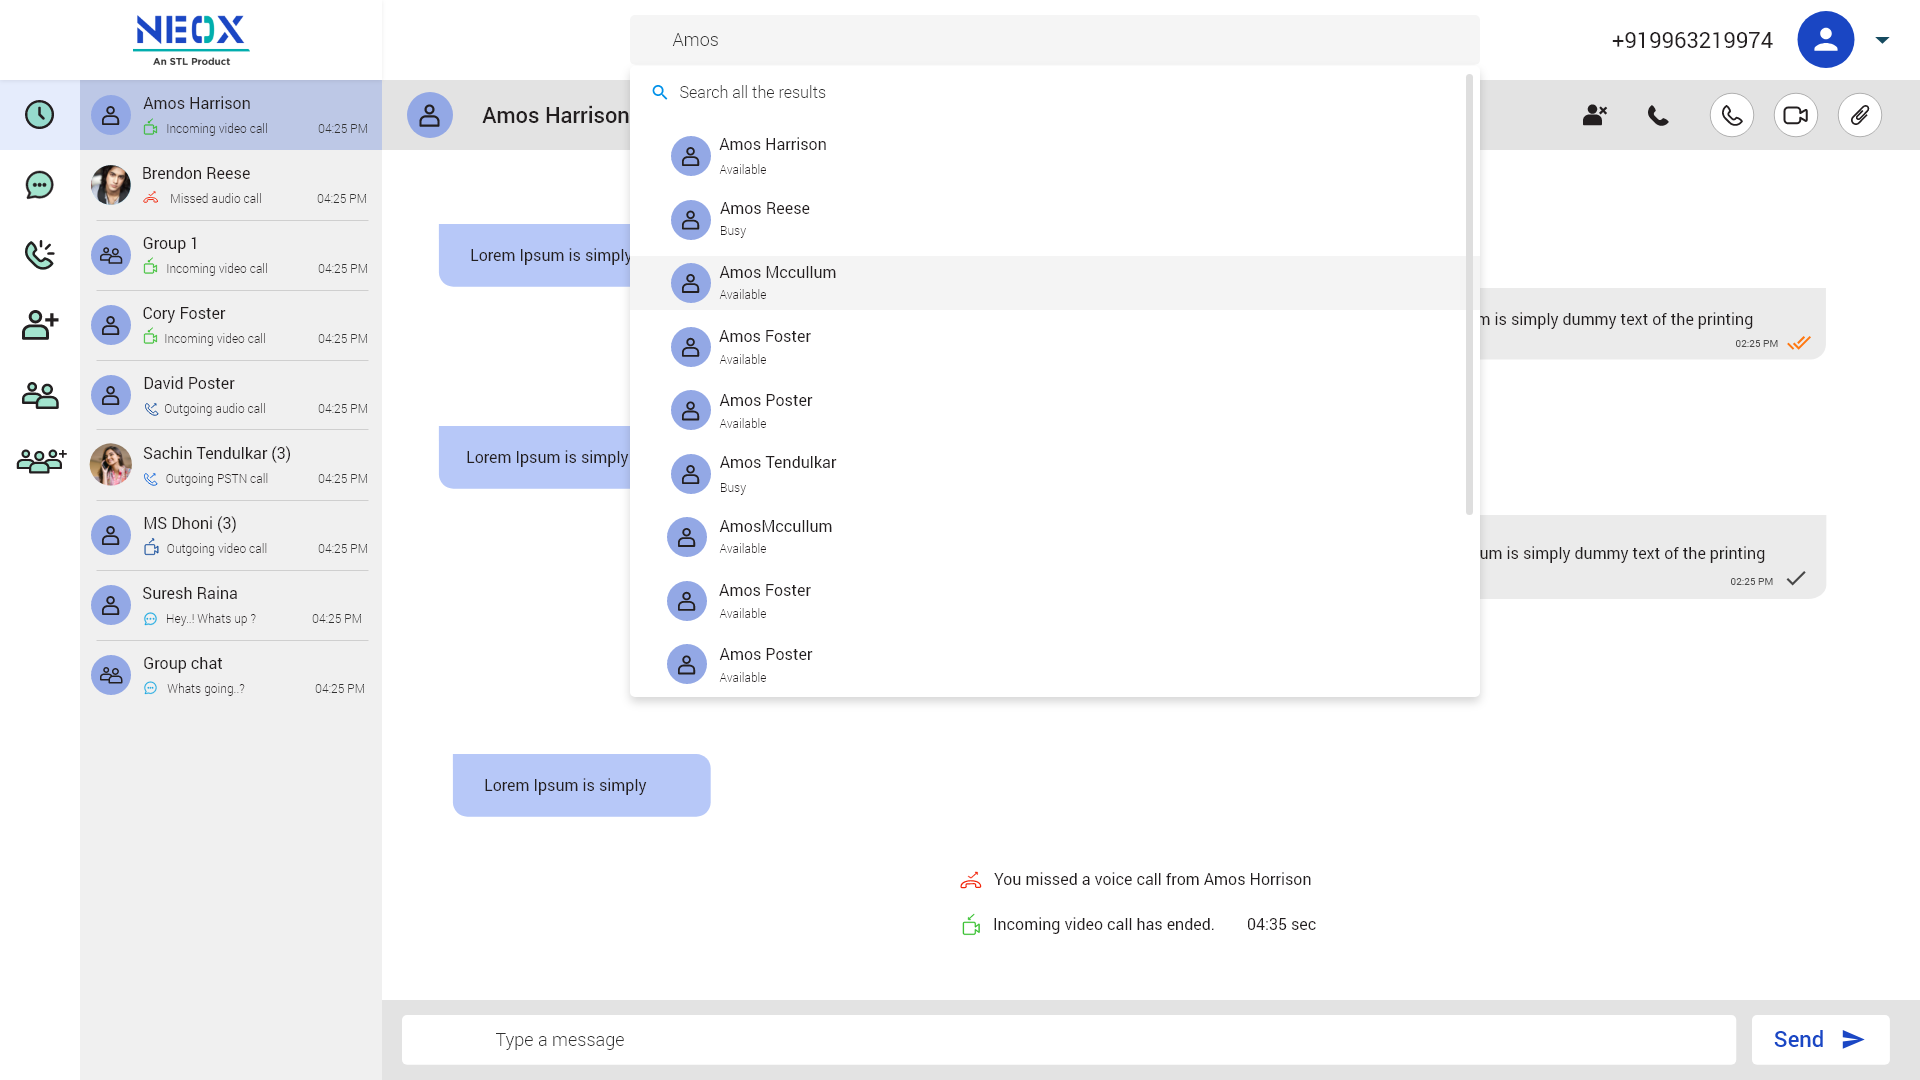 NEOX
An STL Product
Amos
+919963219974
Amos Harrison
Incoming video call 04:25 PM
Brendon Reese
Missed audio call 04:25 PM
Group 1
Incoming video call 04:25 PM
Cory Foster
Incoming video call 04:25 PM
David Poster
Outgoing audio call 04:25 PM
Sachin Tendulkar (3)
Outgoing PSTN call 04:25 PM
MS Dhoni (3)
Outgoing video call 04:25 PM
Suresh Raina
Hey..! Whats up ? 04:25 PM
Group chat
Whats going..? 04:25 PM
Amos Harrison
Search all the results
Amos Harrison
Available
Amos Reese
Busy
Amos Mccullum
Available
Amos Foster
Available
Amos Poster
Available
Amos Tendulkar
Busy
AmosMccullum
Available
Amos Foster
Available
Amos Poster
Available
Lorem Ipsum is simply
m is simply dummy text of the printing
02:25 PM
Lorem Ipsum is simply
um is simply dummy text of the printing
02:25 PM
Lorem Ipsum is simply
You missed a voice call from Amos Horrison
Incoming video call has ended. 04:35 sec
Type a message
Send